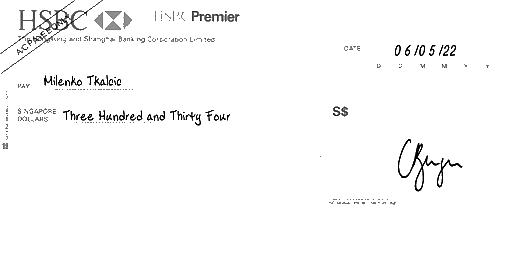 HSBC HSBC Premier
The Hongkong and Shanghai Banking Corporation Limited
A/C PAYEE ONLY
DATE 06/05/22
D D M M Y Y
PAY Milenko Tkalcic
SINGAPORE DOLLARS Three Hundred and Thirty Four
S$